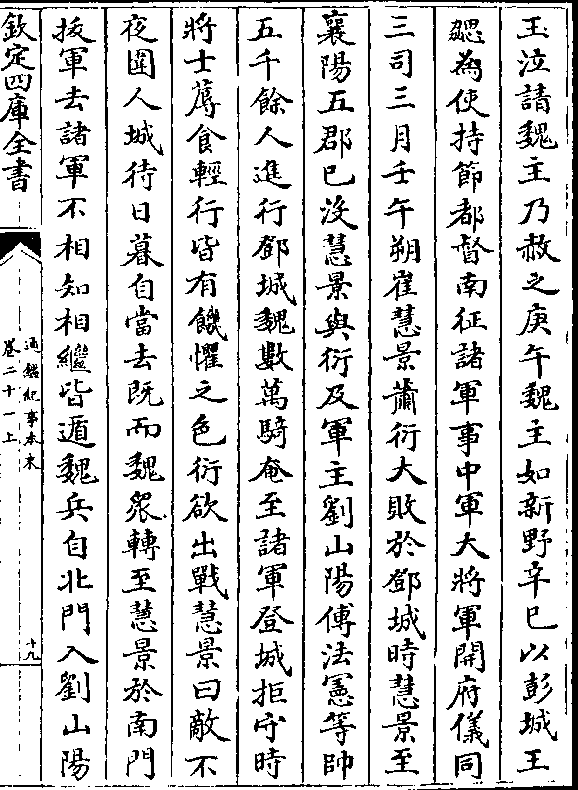 玉泣請魏主乃赦之庚午魏主如新野辛巳以彭城王
勰為使持節都督南征諸軍事中軍大將軍開府儀同
三司三月壬午朔崔慧景蕭衍大敗於鄧城時慧景至
襄陽五郡已沒慧景與衍及軍主劉山陽傅法憲等帥
五千餘人進行鄧城魏數萬騎奄至諸軍登城拒守時
將士蓐食輕行皆有饑懼之色衍欲出戰慧景曰敵不
夜圍人城待日暮自當去既而魏衆轉至慧景於南門
拔軍去諸軍不相知相繼皆遁魏兵自北門入劉山陽
欽定四庫全書
通鑑紀事本末
卷二十一上
十九